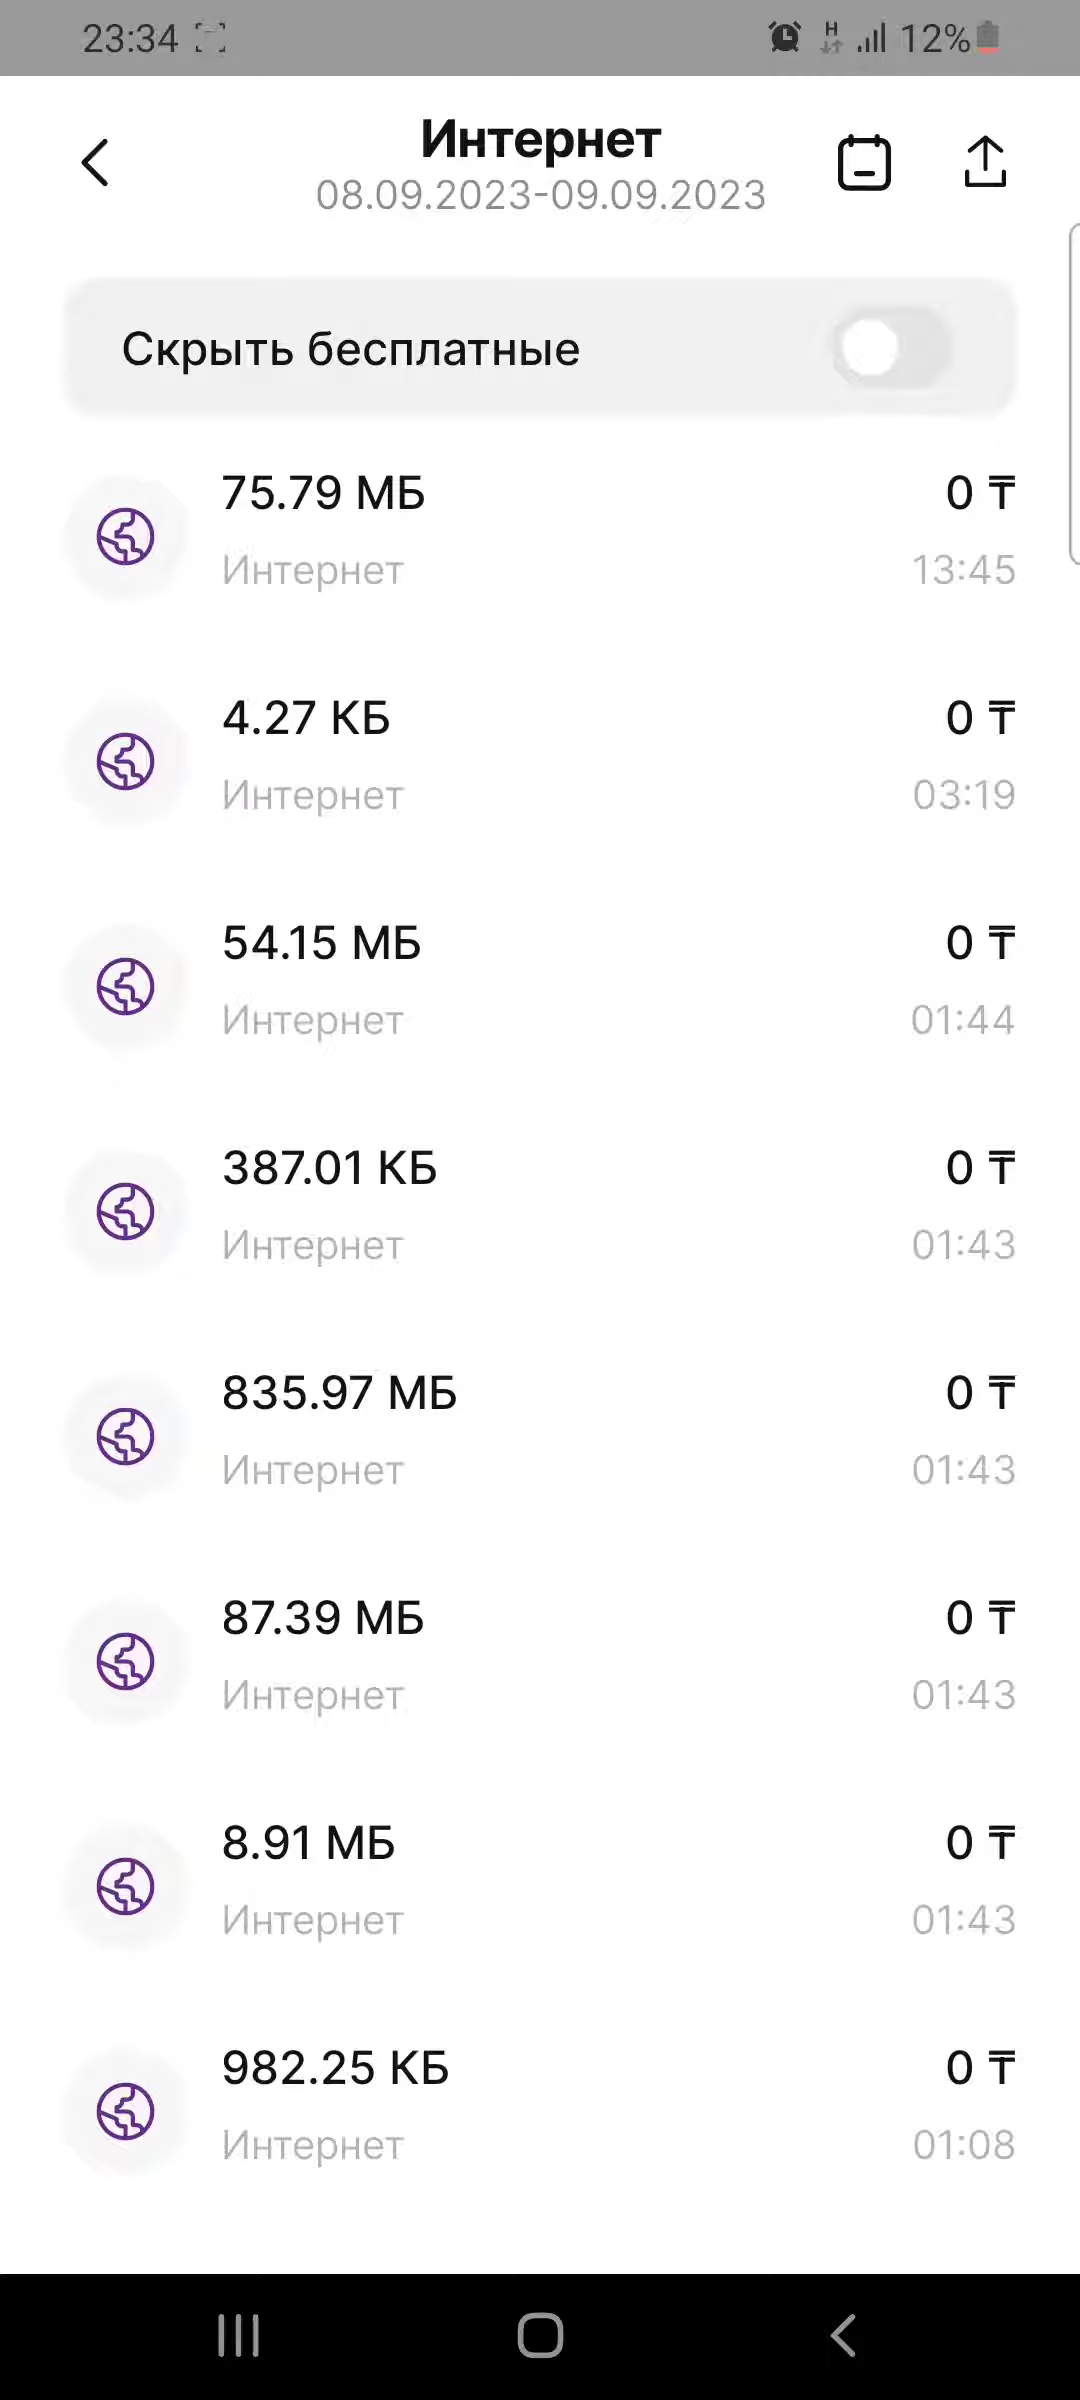 23:34 H 12%
Интернет
08.09.2023-09.09.2023
Скрыть бесплатные
75.79 МБ 0 ₸
Интернет 13:45
4.27 КБ 0 ₸
Интернет 03:19
54.15 МБ 0 ₸
Интернет 01:44
387.01 КБ 0 ₸
Интернет 01:43
835.97 МБ 0 ₸
Интернет 01:43
87.39 МБ 0 ₸
Интернет 01:43
8.91 МБ 0 ₸
Интернет 01:43
982.25 КБ 0 ₸
Интернет 01:08